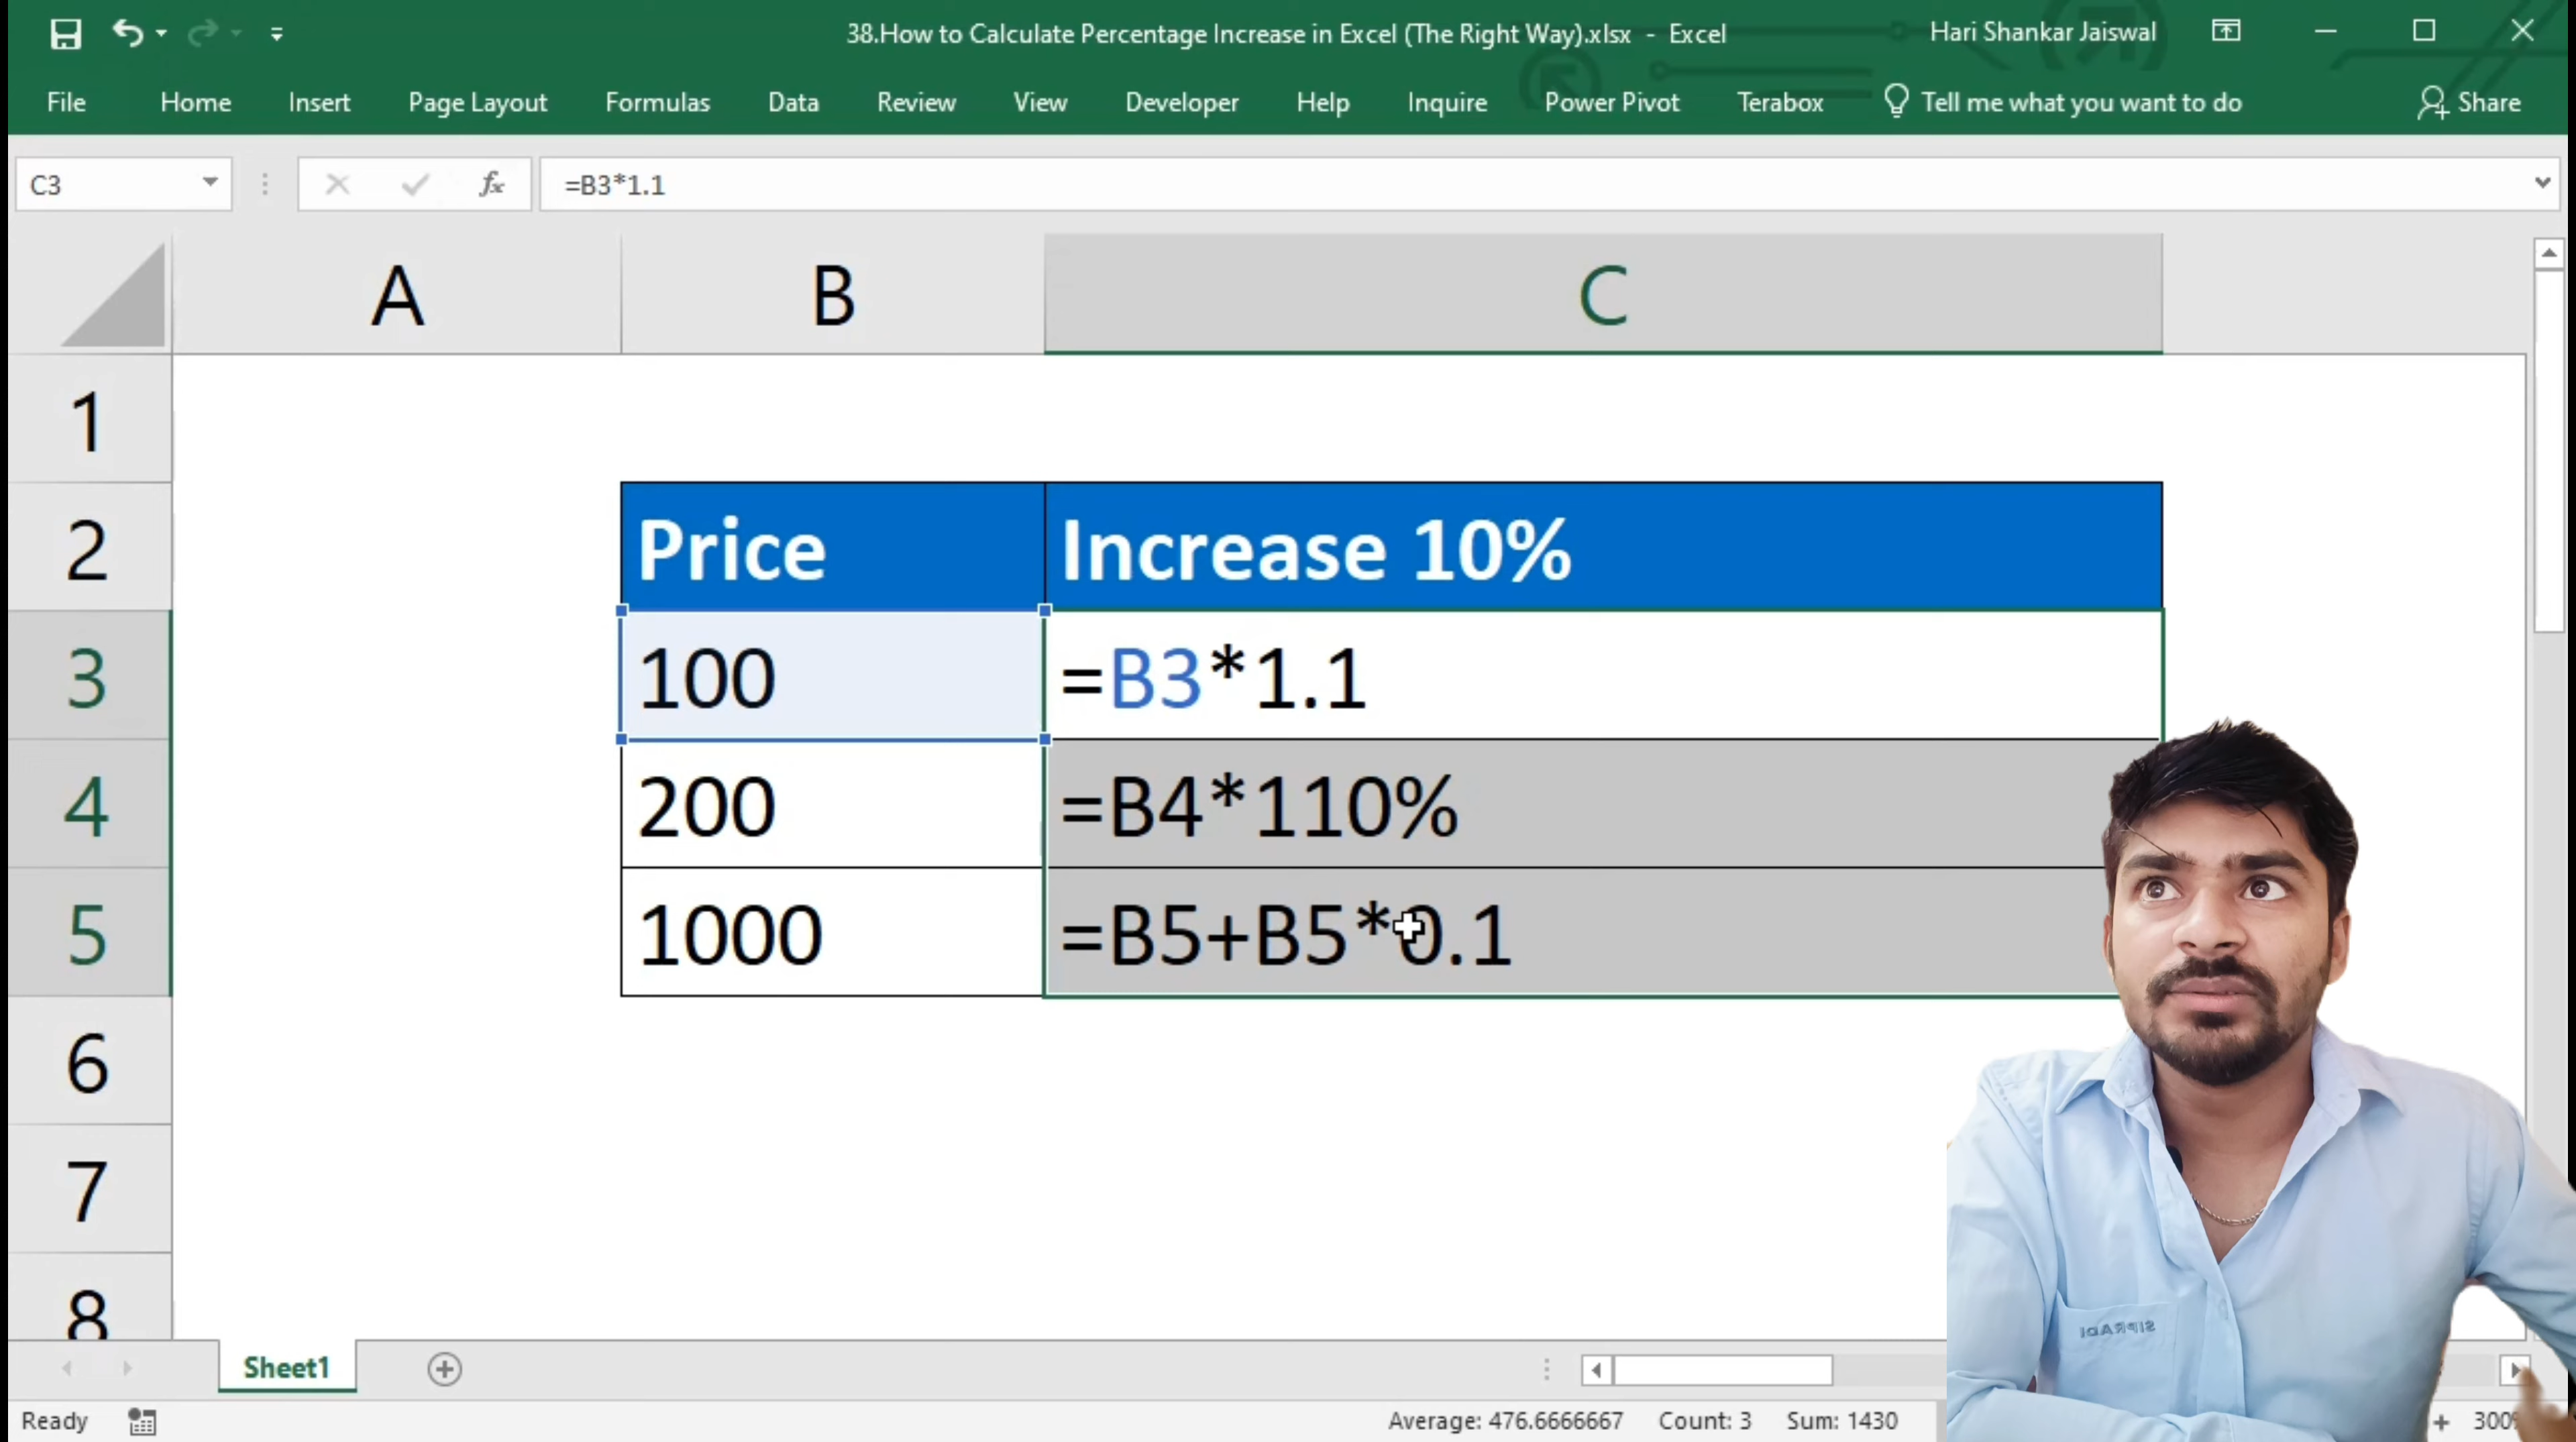 38.How to Calculate Percentage Increase in Excel (The Right Way).xlsx - Excel
Hari Shankar Jaiswal
File Home Insert Page Layout Formulas Data Review View Developer Help Inquire Power Pivot Terabox Tell me what you want to do Share
C3 fx =B3*1.1
A B C
1
2 Price Increase 10%
3 100 =B3*1.1
4 200 =B4*110%
5 1000 =B5+B5*0.1
6
7
8
SIPRADI
Sheet1
Ready Average: 476.6666667 Count: 3 Sum: 1430 300%